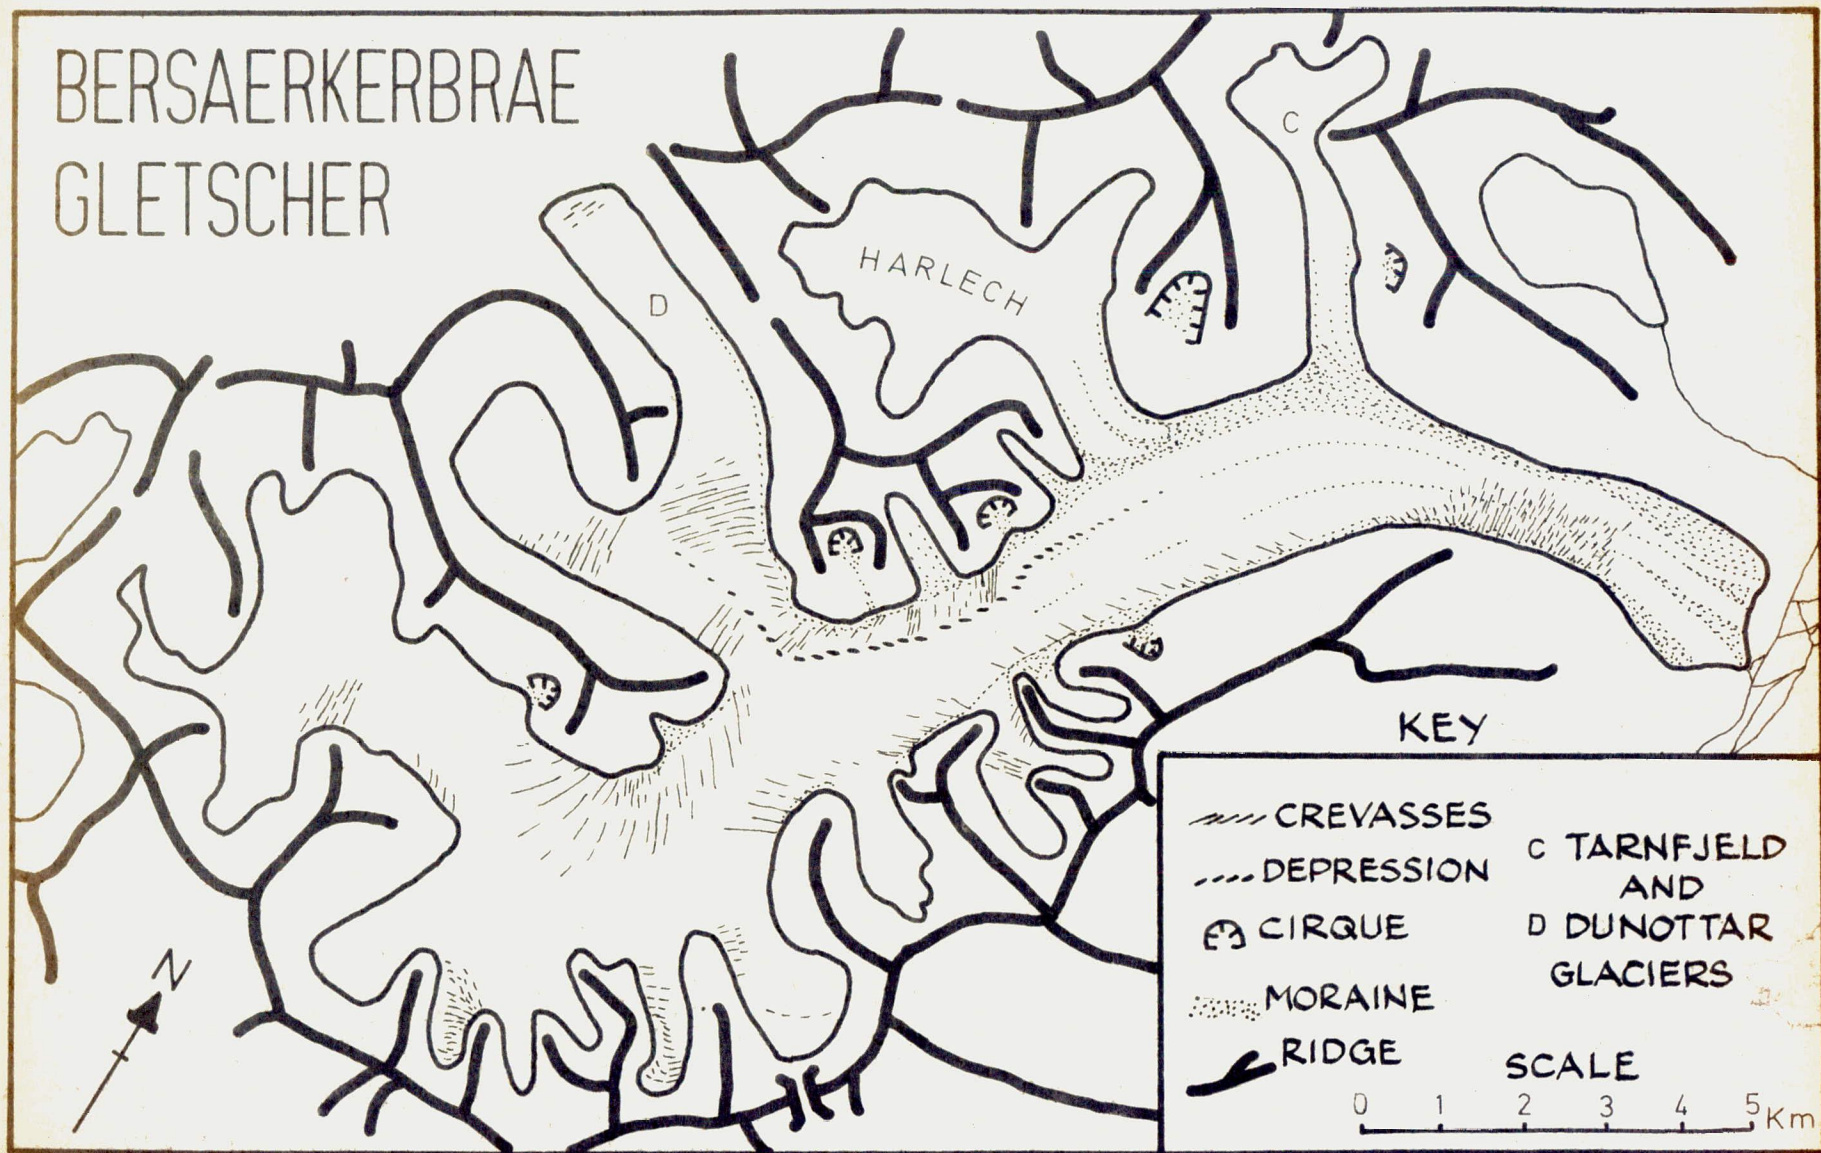 BERSAERKERBRAE
GLETSCHER
C
D
HARLECH
N
KEY
CREVASSES
DEPRESSION
CIRQUE
MORAINE
RIDGE
C TARNFJELD
AND
D DUNOTTAR
GLACIERS
SCALE
0 1 2 3 4 5 Km